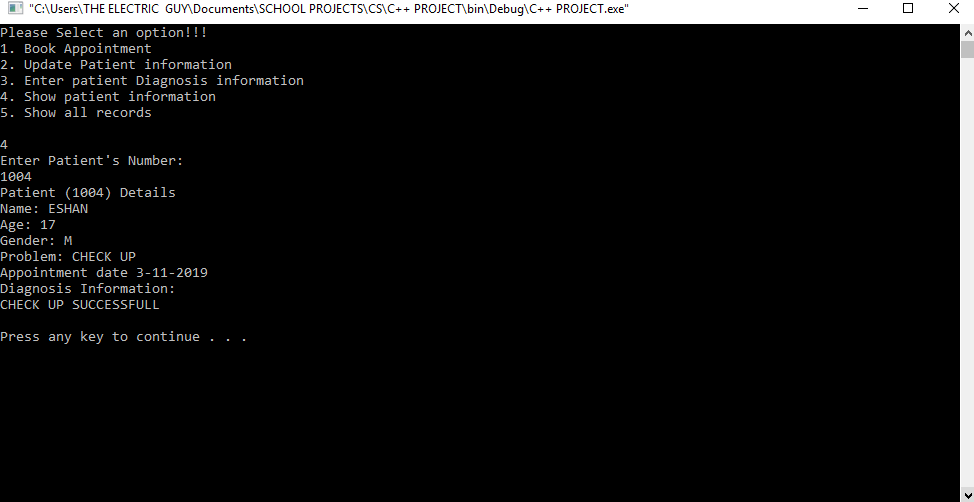 "C:\Users\THE ELECTRIC  GUY\Documents\SCHOOL PROJECTS\CS\C++ PROJECT\bin\Debug\C++ PROJECT.exe"
Please Select an option!!!
1. Book Appointment
2. Update Patient information
3. Enter patient Diagnosis information
4. Show patient information
5. Show all records
4
Enter Patient's Number:
1004
Patient (1004) Details
Name: ESHAN
Age: 17
Gender: M
Problem: CHECK UP
Appointment date 3-11-2019
Diagnosis Information:
CHECK UP SUCCESSFULL
Press any key to continue . . .